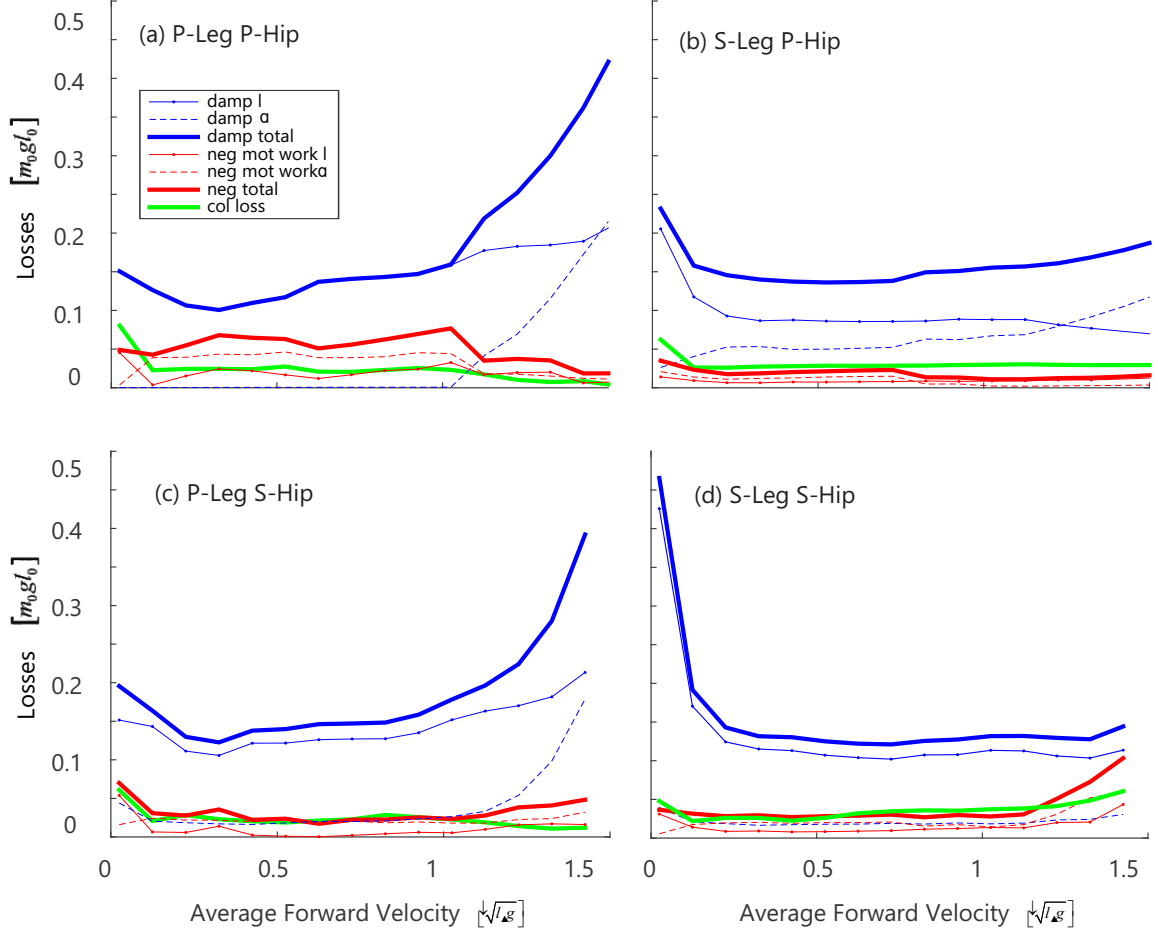 0.5
0.4
0.3
0.2
0.1
0
Losses [m₀gl₀]
(a) P-Leg P-Hip
damp l
damp α
damp total
neg mot work l
neg mot workα
neg total
col loss
(b) S-Leg P-Hip
0.5
0.4
0.3
0.2
0.1
0
Losses [m₀gl₀]
(c) P-Leg S-Hip
(d) S-Leg S-Hip
0 0.5 1 1.5
0 0.5 1 1.5
Average Forward Velocity
Average Forward Velocity